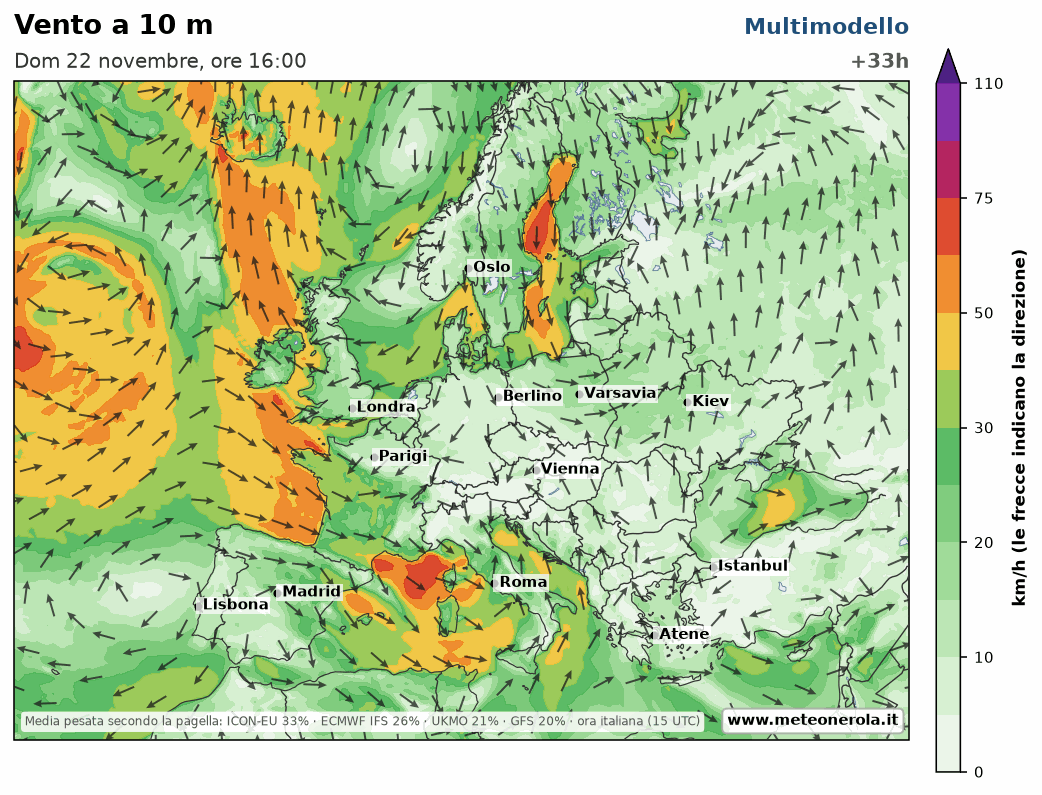 Vento a 10 m
Multimodello
Dom 22 novembre, ore 16:00
+33h
110
75
50
30
20
10
0
km/h (le frecce indicano la direzione)
Oslo
Londra
Berlino
Varsavia
Kiev
Parigi
Vienna
Istanbul
Roma
Madrid
Lisbona
Atene
Media pesata secondo la pagella: ICON-EU 33% · ECMWF IFS 26% · UKMO 21% · GFS 20% · ora italiana (15 UTC)
www.meteonerola.it